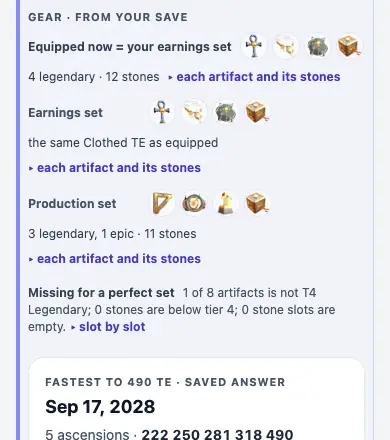 GEAR · FROM YOUR SAVE
Equipped now = your earnings set
4 legendary · 12 stones ‣ each artifact and its stones
Earnings set
the same Clothed TE as equipped
‣ each artifact and its stones
Production set
3 legendary, 1 epic · 11 stones
‣ each artifact and its stones
Missing for a perfect set 1 of 8 artifacts is not T4
Legendary; 0 stones are below tier 4; 0 stone slots are
empty. ‣ slot by slot
FASTEST TO 490 TE · SAVED ANSWER
Sep 17, 2028
5 ascensions · 222 250 281 318 490